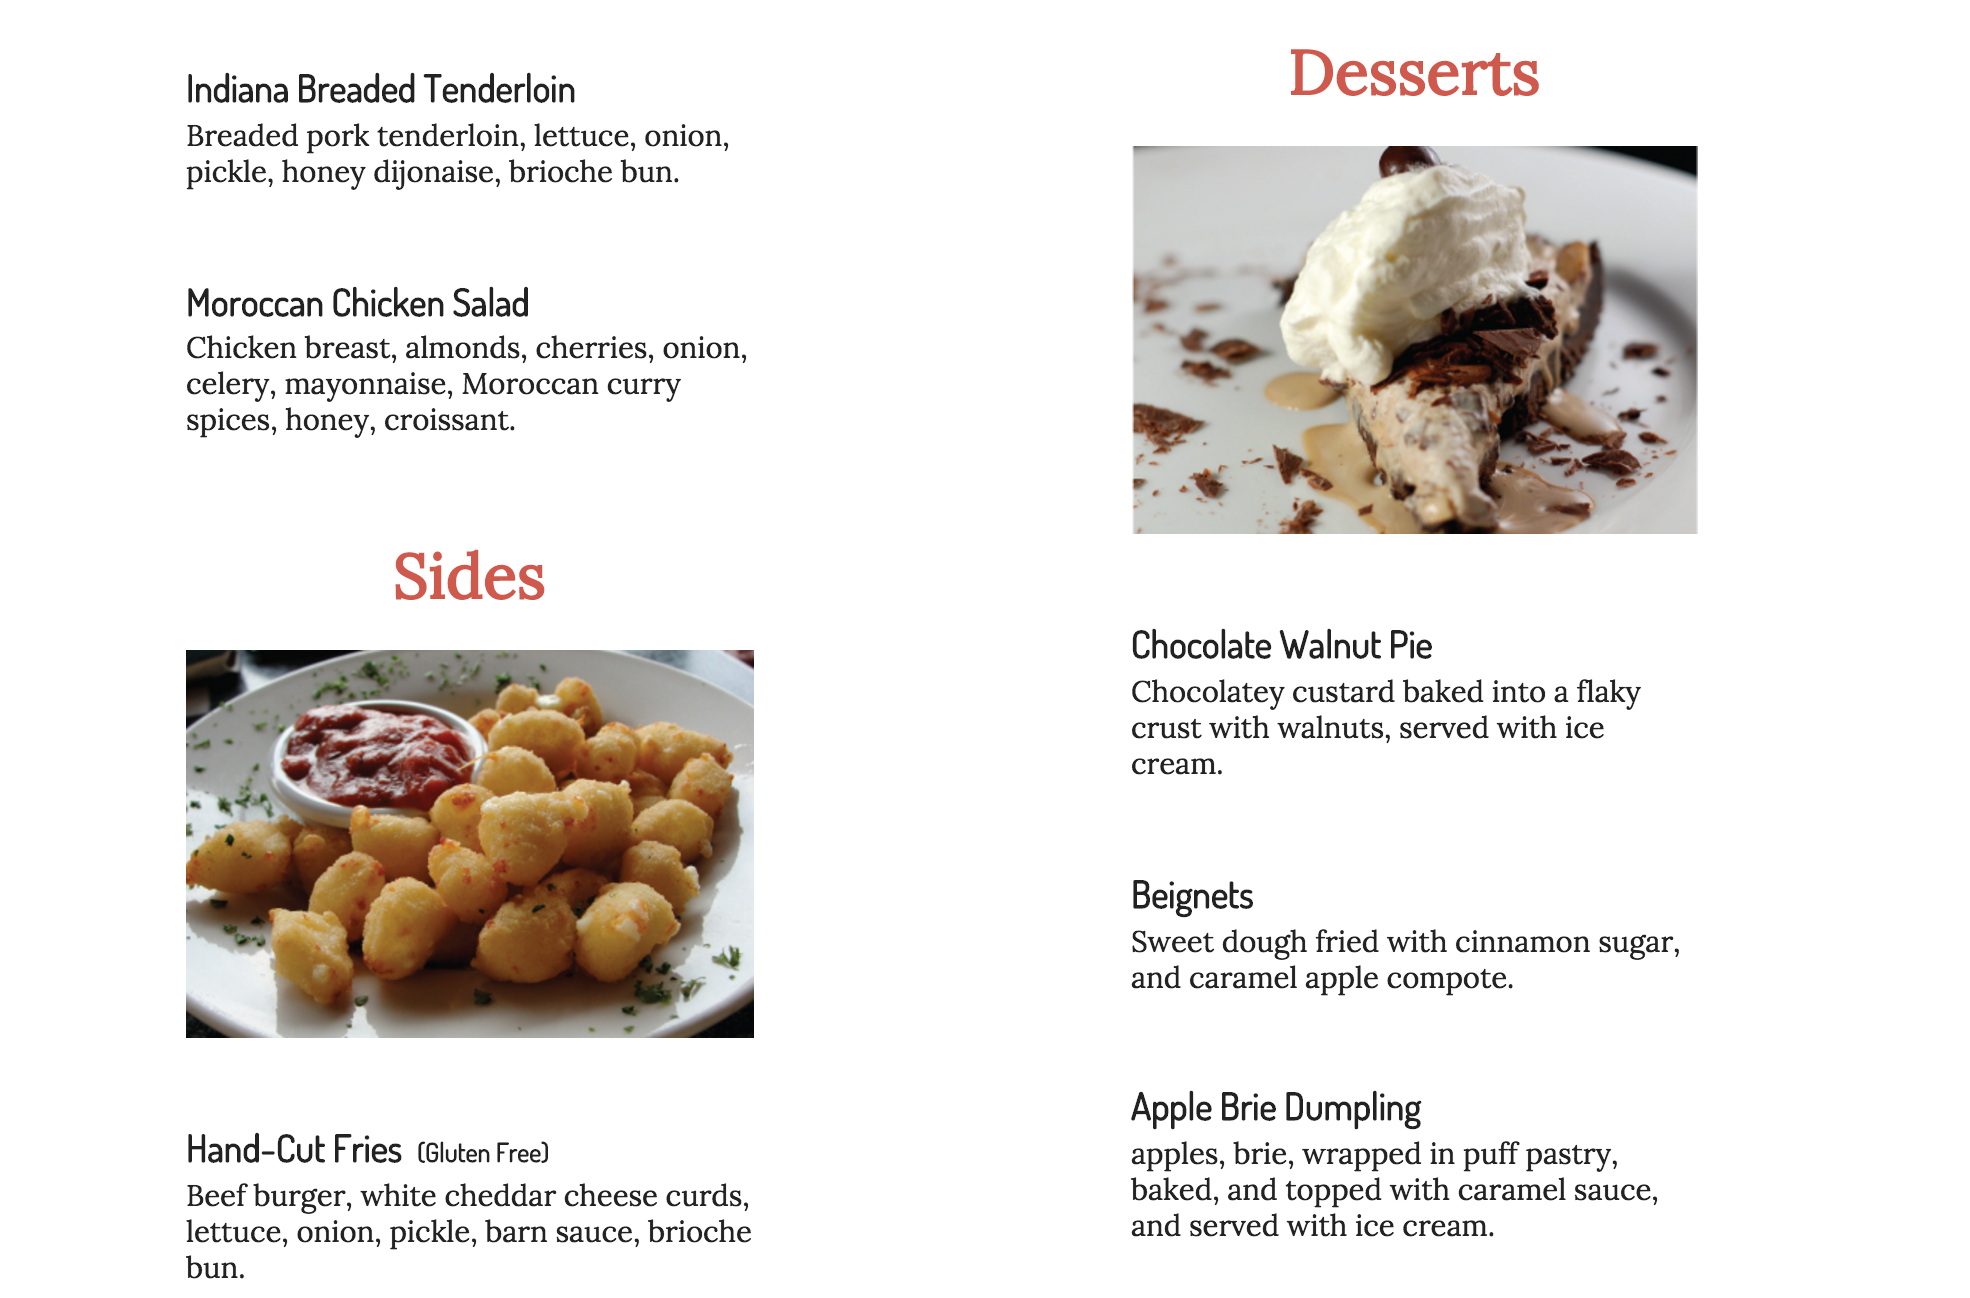 Indiana Breaded Tenderloin
Breaded pork tenderloin, lettuce, onion,
pickle, honey dijonaise, brioche bun.
Moroccan Chicken Salad
Chicken breast, almonds, cherries, onion,
celery, mayonnaise, Moroccan curry
spices, honey, croissant.
Sides
Hand-Cut Fries (Gluten Free)
Beef burger, white cheddar cheese curds,
lettuce, onion, pickle, barn sauce, brioche
bun.
Desserts
Chocolate Walnut Pie
Chocolatey custard baked into a flaky
crust with walnuts, served with ice
cream.
Beignets
Sweet dough fried with cinnamon sugar,
and caramel apple compote.
Apple Brie Dumpling
apples, brie, wrapped in puff pastry,
baked, and topped with caramel sauce,
and served with ice cream.